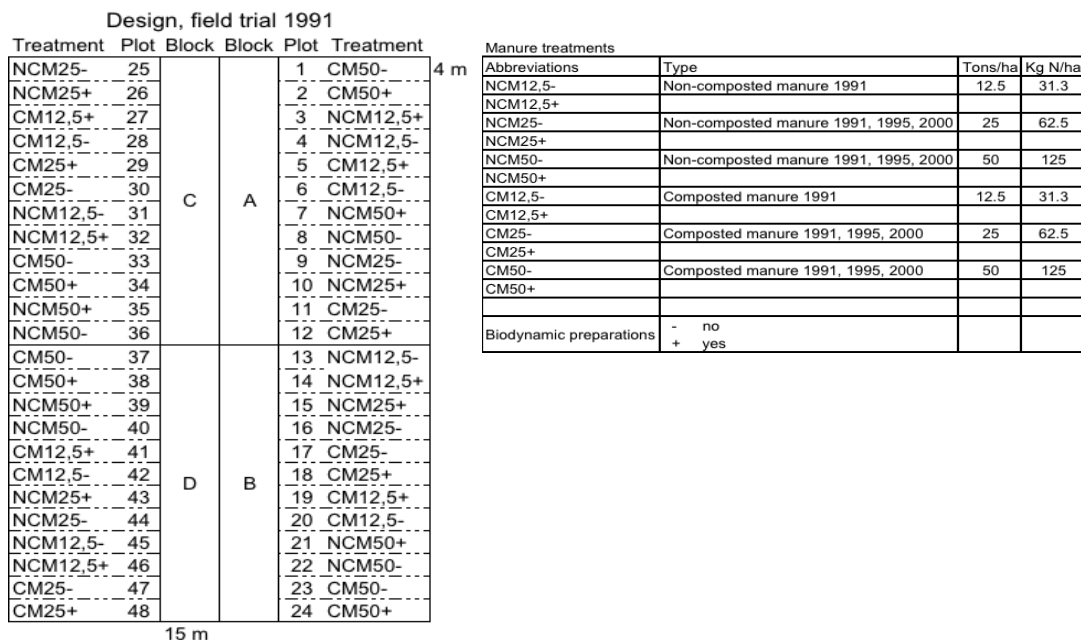 Design, field trial 1991
Treatment Plot Block Block Plot Treatment
NCM25- 25 1 CM50- 4 m
NCM25+ 26 2 CM50+
CM12,5+ 27 3 NCM12,5+
CM12,5- 28 4 NCM12,5-
CM25+ 29 5 CM12,5+
CM25- 30 6 CM12,5-
C A
NCM12,5- 31 7 NCM50+
NCM12,5+ 32 8 NCM50-
CM50- 33 9 NCM25-
CM50+ 34 10 NCM25+
NCM50+ 35 11 CM25-
NCM50- 36 12 CM25+
CM50- 37 13 NCM12,5-
CM50+ 38 14 NCM12,5+
NCM50+ 39 15 NCM25+
NCM50- 40 16 NCM25-
CM12,5+ 41 17 CM25-
CM12,5- 42 18 CM25+
D B
NCM25+ 43 19 CM12,5+
NCM25- 44 20 CM12,5-
NCM12,5- 45 21 NCM50+
NCM12,5+ 46 22 NCM50-
CM25- 47 23 CM50-
CM25+ 48 24 CM50+
15 m
Manure treatments
Abbreviations Type Tons/ha Kg N/ha
NCM12,5- Non-composted manure 1991 12.5 31.3
NCM12,5+
NCM25- Non-composted manure 1991, 1995, 2000 25 62.5
NCM25+
NCM50- Non-composted manure 1991, 1995, 2000 50 125
NCM50+
CM12,5- Composted manure 1991 12.5 31.3
CM12,5+
CM25- Composted manure 1991, 1995, 2000 25 62.5
CM25+
CM50- Composted manure 1991, 1995, 2000 50 125
CM50+
Biodynamic preparations - no
+ yes